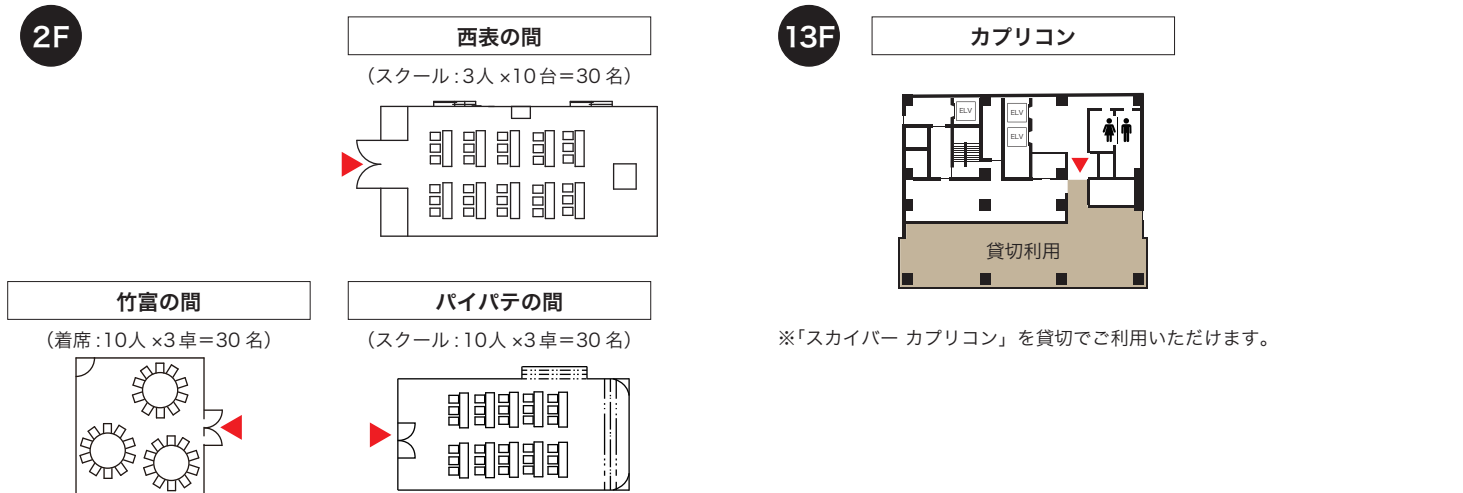 2F
西表の間
（スクール：3人 ×10台＝30 名）
竹富の間
（着席：10人 ×3卓＝30 名）
パイパテの間
（スクール：10人 ×3卓＝30 名）
13F
カプリコン
ELV
ELV
ELV
貸切利用
※「スカイバー カプリコン」を貸切でご利用いただけます。